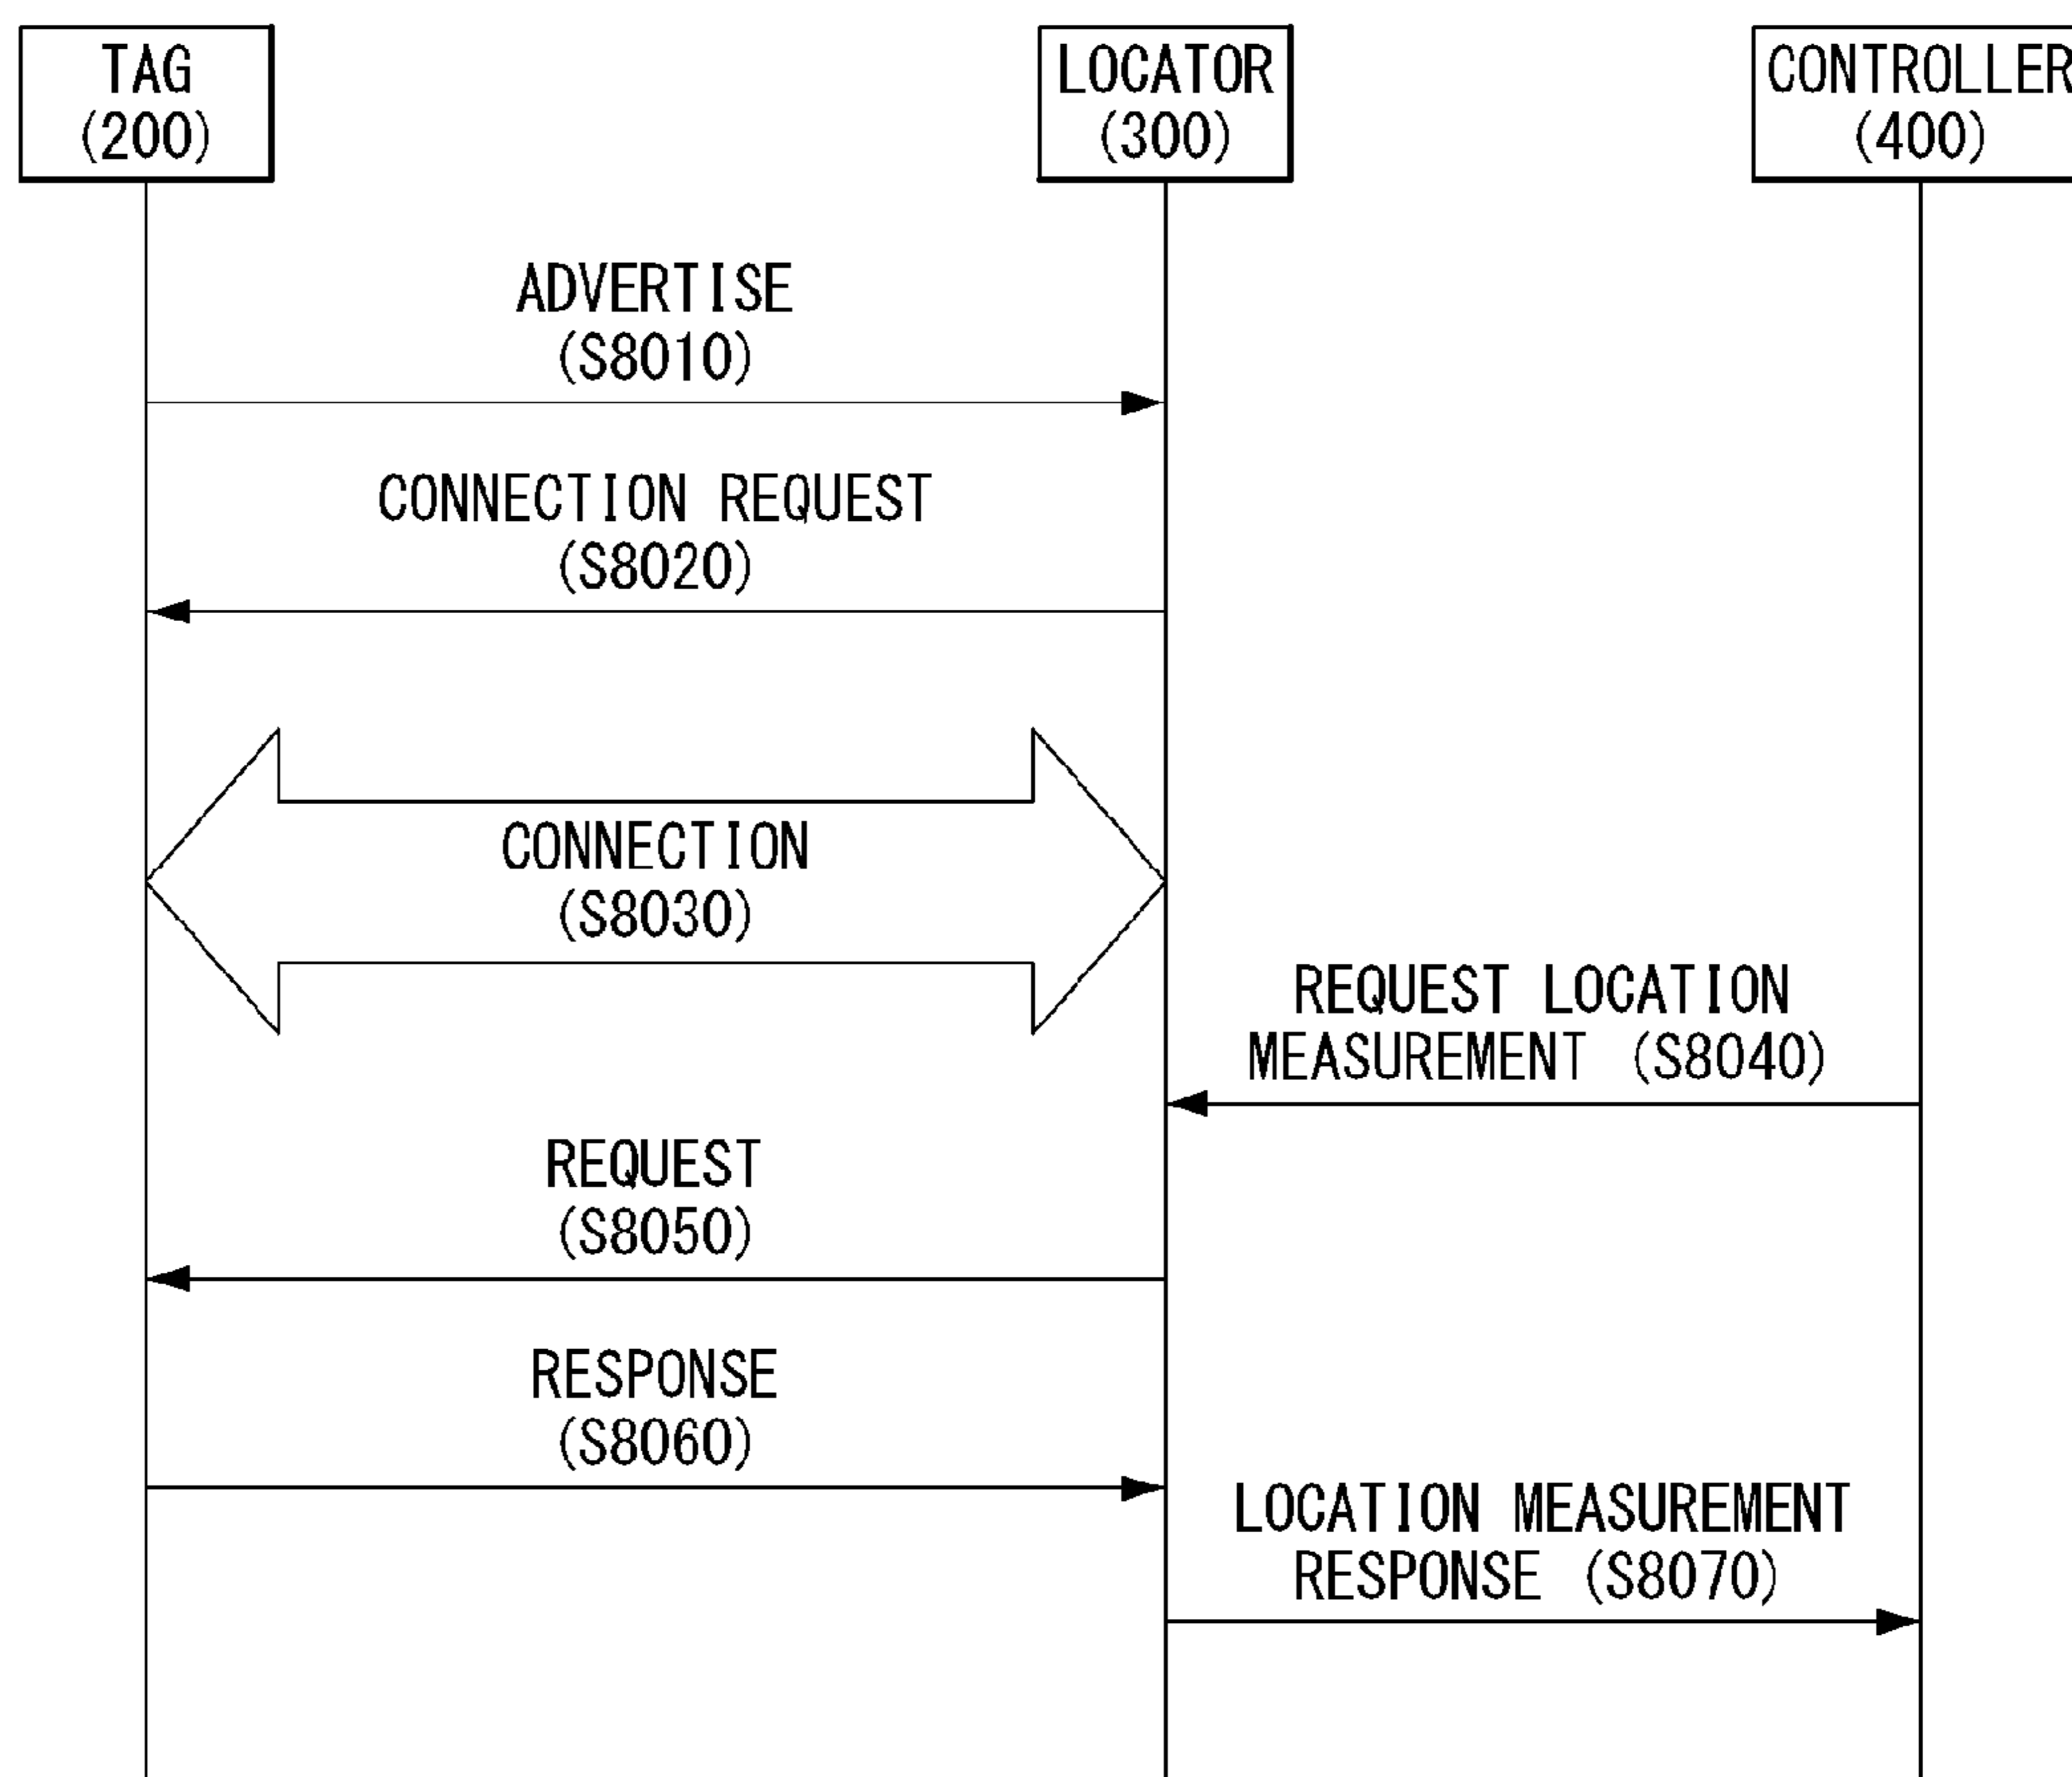 TAG
(200)
LOCATOR
(300)
CONTROLLER
(400)
ADVERTISE
(S8010)
CONNECTION REQUEST
(S8020)
CONNECTION
(S8030)
REQUEST LOCATION
MEASUREMENT (S8040)
REQUEST
(S8050)
RESPONSE
(S8060)
LOCATION MEASUREMENT
RESPONSE (S8070)